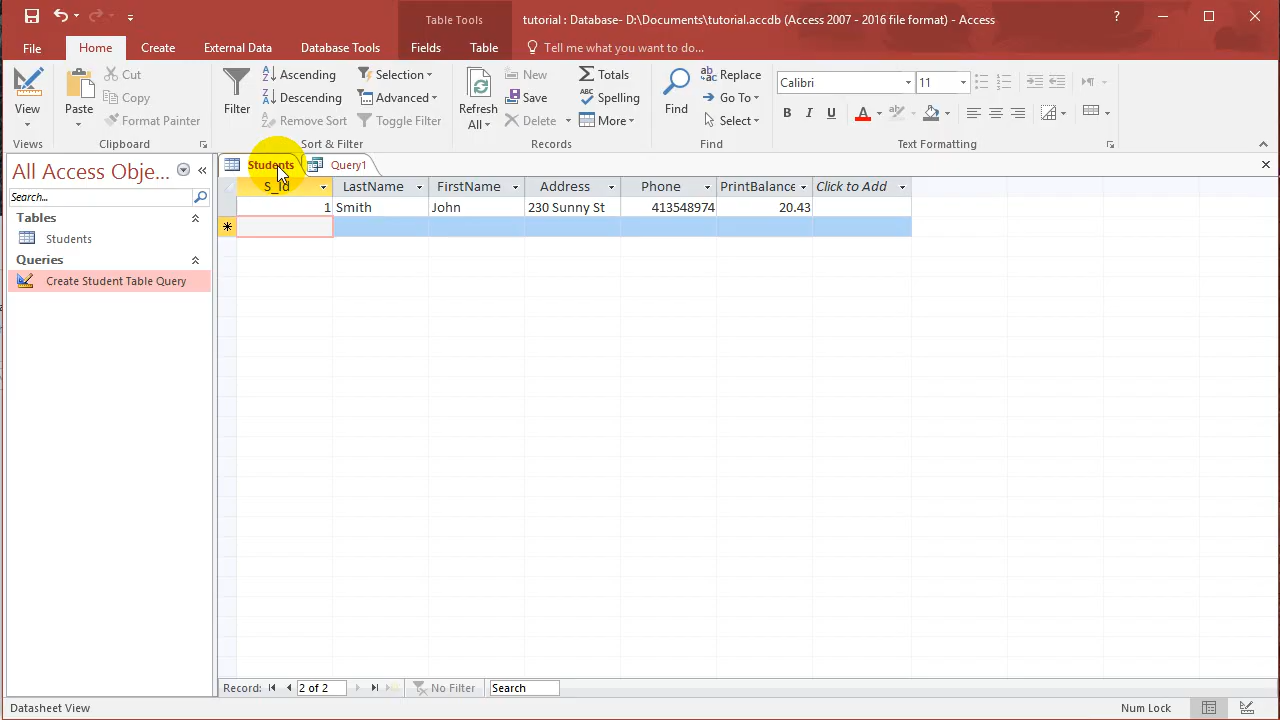 tutorial : Database- D:\Documents\tutorial.accdb (Access 2007 - 2016 file format) - Access
Table Tools
?
File
Home
Create
External Data
Database Tools
Fields
Table
Tell me what you want to do...
View
Views
Paste
Cut
Copy
Format Painter
Clipboard
Filter
Ascending
Descending
Remove Sort
Selection
Advanced
Toggle Filter
Sort & Filter
Refresh
All
New
Save
Delete
Totals
Spelling
More
Records
Find
Replace
Go To
Select
Find
Calibri
11
B I U
Text Formatting
All Access Obje...
Search...
Tables
Students
Queries
Create Student Table Query
Students
Query1
S_Id LastName FirstName Address Phone PrintBalance Click to Add
1 Smith John 230 Sunny St 413548974 20.43
Record: 2 of 2 No Filter Search
Datasheet View
Num Lock